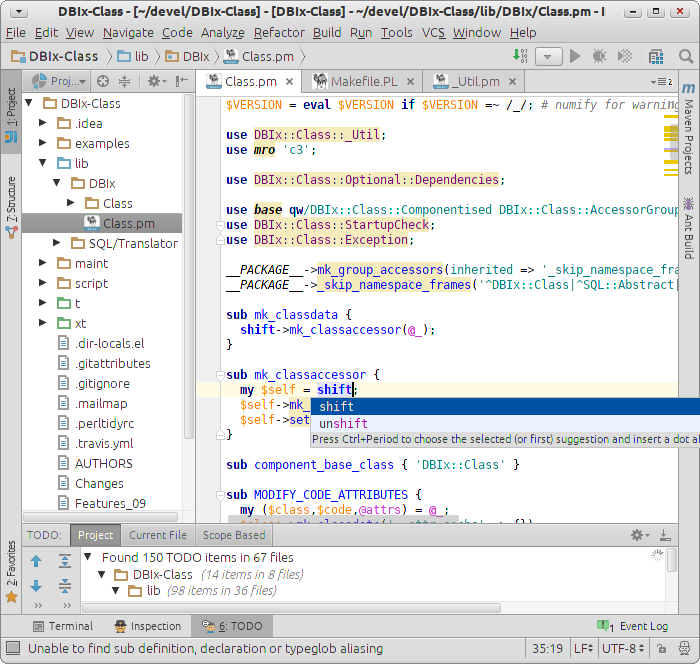 DBIx-Class - [~/devel/DBIx-Class] - [DBIx-Class] - ~/devel/DBIx-Class/lib/DBIx/Class.pm - I
File Edit View Navigate Code Analyze Refactor Build Run Tools VCS Window Help
DBIx-Class lib DBIx Class.pm
1: Project
7: Structure
2: Favorites
Proj...
DBIx-Class
.idea
examples
lib
DBIx
Class
Class.pm
SQL/Translator
maint
script
t
xt
.dir-locals.el
.gitattributes
.gitignore
.mailmap
.perltidyrc
.travis.yml
AUTHORS
Changes
Features_09
Class.pm Makefile.PL _Util.pm
2
$VERSION = eval $VERSION if $VERSION =~ /_/; # numify for warning
use DBIx::Class::_Util;
use mro 'c3';
use DBIx::Class::Optional::Dependencies;
use base qw/DBIx::Class::Componentised DBIx::Class::AccessorGroup
use DBIx::Class::StartupCheck;
use DBIx::Class::Exception;
__PACKAGE__->mk_group_accessors(inherited => '_skip_namespace_fra
__PACKAGE__->_skip_namespace_frames('^DBIx::Class|^SQL::Abstract|
sub mk_classdata {
shift->mk_classaccessor(@_);
}
sub mk_classaccessor {
my $self = shift;
$self->mk_
$self->set
}
shift
unshift
Press Ctrl+Period to choose the selected (or first) suggestion and insert a dot a
sub component_base_class { 'DBIx::Class' }
sub MODIFY_CODE_ATTRIBUTES {
my ($class,$code,@attrs) = @_;
Maven Projects
Ant Build
TODO: Project Current File Scope Based
Found 150 TODO items in 67 files
DBIx-Class (14 items in 8 files)
lib (98 items in 36 files)
Terminal Inspection 6: TODO 1 Event Log
Unable to find sub definition, declaration or typeglob aliasing 35:19 LF UTF-8